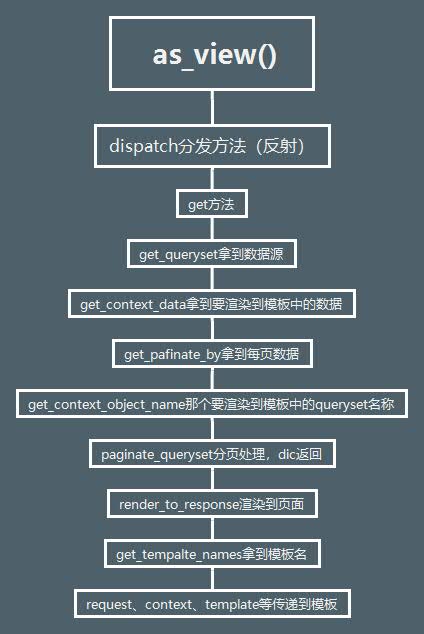 as_view()
dispatch分发方法（反射）
get方法
get_queryset拿到数据源
get_context_data拿到要渲染到模板中的数据
get_pafinate_by拿到每页数据
get_context_object_name那个要渲染到模板中的queryset名称
paginate_queryset分页处理，dic返回
render_to_response渲染到页面
get_tempalte_names拿到模板名
request、context、template等传递到模板